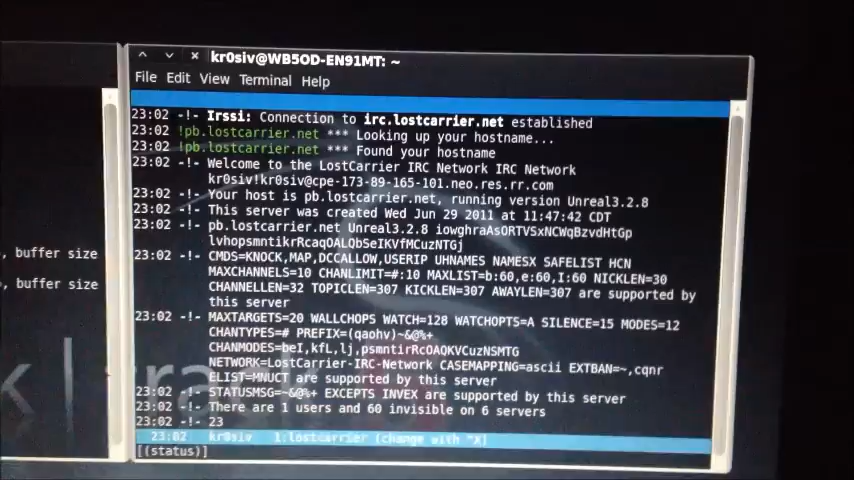 kr0siv@WB5OD-EN91MT: ~
File Edit View Terminal Help
23:02 -!- Irssi: Connection to irc.lostcarrier.net established
23:02 !pb.lostcarrier.net *** Looking up your hostname...
23:02 !pb.lostcarrier.net *** Found your hostname
23:02 -!- Welcome to the LostCarrier IRC Network IRC Network
kr0siv!kr0siv@cpe-173-89-165-101.neo.res.rr.com
23:02 -!- Your host is pb.lostcarrier.net, running version Unreal3.2.8
23:02 -!- This server was created Wed Jun 29 2011 at 11:47:42 CDT
23:02 -!- pb.lostcarrier.net Unreal3.2.8 iowghraAsORTVSxNCWqBzvdHtGp
lvhopsmntikrRcaqOALQbSeIKVfMCuzNTGj
23:02 -!- CMDS=KNOCK,MAP,DCCALLOW,USERIP UHNAMES NAMESX SAFELIST HCN
MAXCHANNELS=10 CHANLIMIT=#:10 MAXLIST=b:60,e:60,I:60 NICKLEN=30
CHANNELLEN=32 TOPICLEN=307 KICKLEN=307 AWAYLEN=307 are supported by
this server
23:02 -!- MAXTARGETS=20 WALLCHOPS WATCH=128 WATCHOPTS=A SILENCE=15 MODES=12
CHANTYPES=# PREFIX=(qaohv)~&@%+
CHANMODES=beI,kfL,lj,psmntirRcOAQKVCuzNSMTG
NETWORK=LostCarrier-IRC-Network CASEMAPPING=ascii EXTBAN=~,cqnr
ELIST=MNUCT are supported by this server
23:02 -!- STATUSMSG=~&@%+ EXCEPTS INVEX are supported by this server
23:02 -!- There are 1 users and 60 invisible on 6 servers
23:02 -!- 23
23:02 kr0siv 1:lostcarrier (change with ^X)
[(status)]
, buffer size
, buffer size